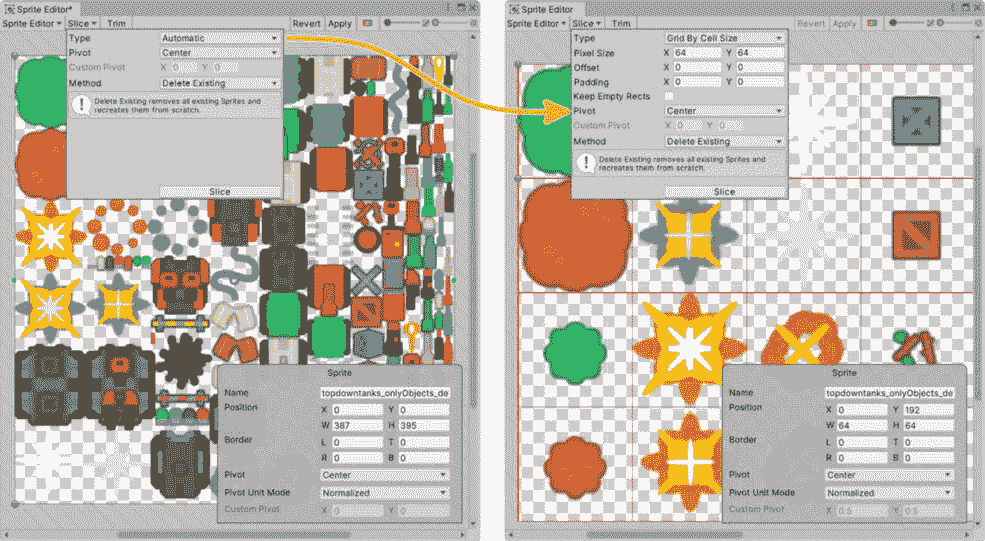 Sprite Editor*
Sprite Editor Slice Trim Revert Apply
Type Automatic
Pivot Center
Custom Pivot X 0 Y 0
Method Delete Existing
! Delete Existing removes all existing Sprites and
recreates them from scratch.
Slice
Sprite
Name topdowntanks_onlyObjects_de
Position X 0 Y 0
W 387 H 395
Border L 0 T 0
R 0 B 0
Pivot Center
Pivot Unit Mode Normalized
Custom Pivot X 0 Y 0
Sprite Editor
Sprite Editor Slice Trim Revert Apply
Type Grid By Cell Size
Pixel Size X 64 Y 64
Offset X 0 Y 0
Padding X 0 Y 0
Keep Empty Rects
Pivot Center
Custom Pivot X 0 Y 0
Method Delete Existing
! Delete Existing removes all existing Sprites and
recreates them from scratch.
Slice
Sprite
Name topdowntanks_onlyObjects_de
Position X 0 Y 192
W 64 H 64
Border L 0 T 0
R 0 B 0
Pivot Center
Pivot Unit Mode Normalized
Custom Pivot X 0.5 Y 0.5